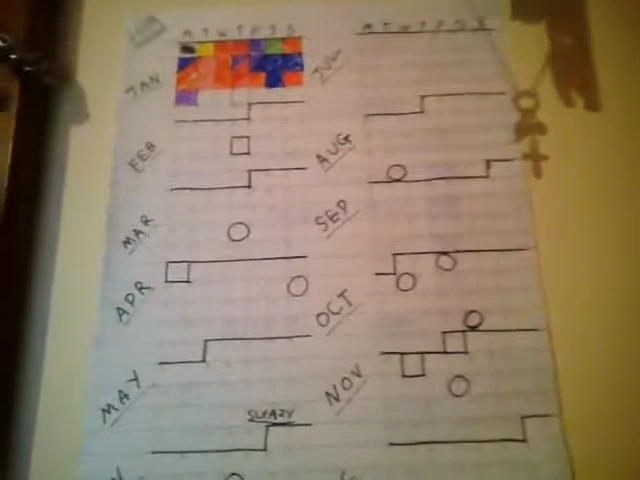 M T W T F S S
M T W T F S S
JAN
JUL
FEB
AUG
MAR
SEP
APR
OCT
MAY
NOV
SLEAZY